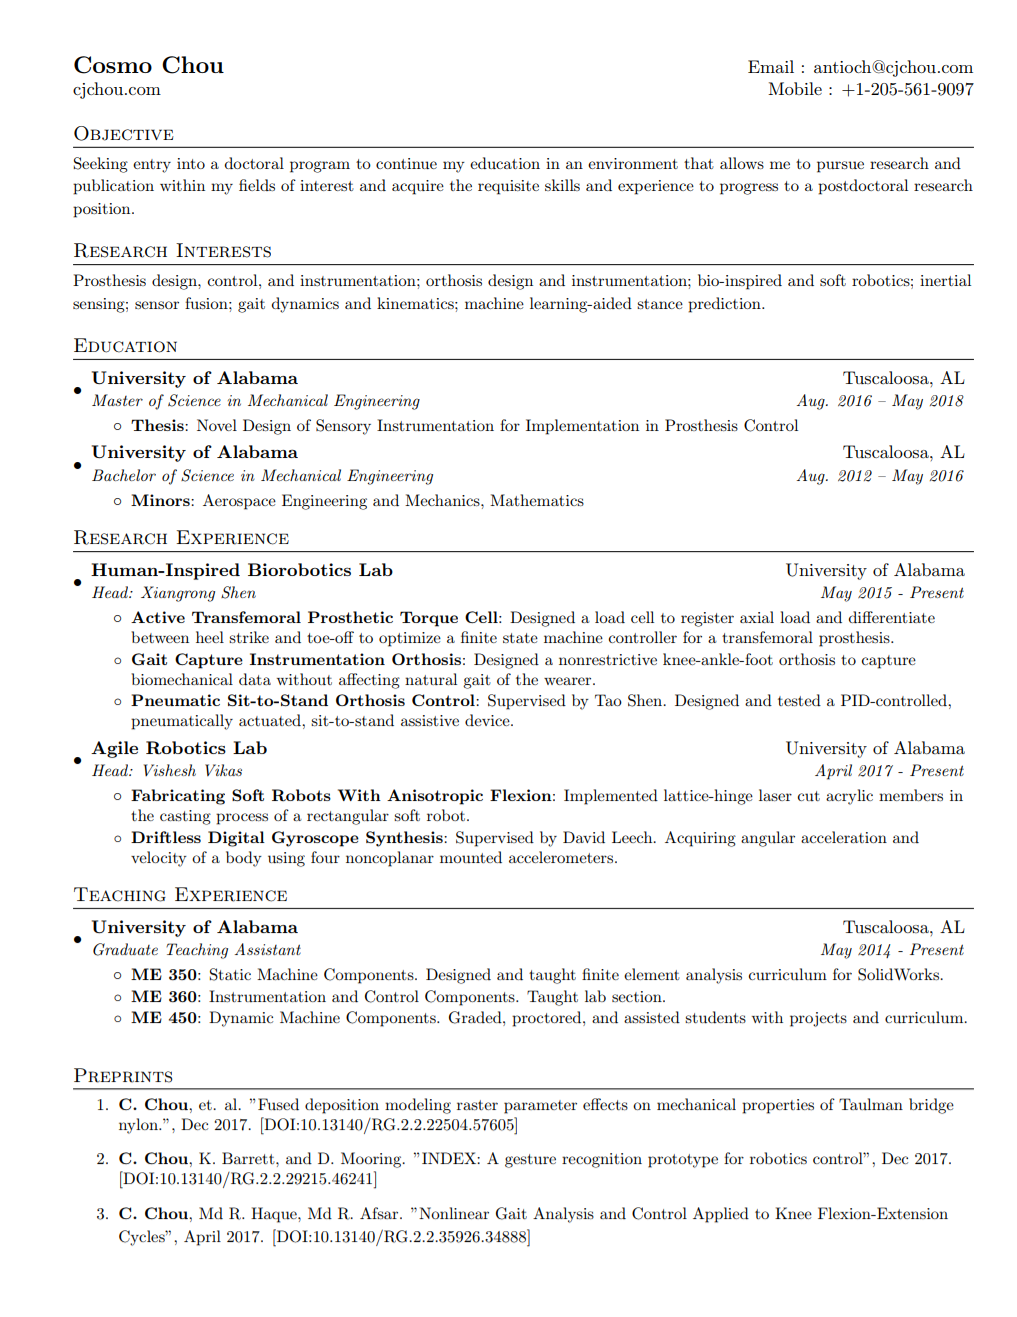 Cosmo Chou
Email : antioch@cjchou.com
cjchou.com
Mobile : +1-205-561-9097
Objective
Seeking entry into a doctoral program to continue my education in an environment that allows me to pursue research and
publication within my fields of interest and acquire the requisite skills and experience to progress to a postdoctoral research
position.
Research Interests
Prosthesis design, control, and instrumentation; orthosis design and instrumentation; bio-inspired and soft robotics; inertial
sensing; sensor fusion; gait dynamics and kinematics; machine learning-aided stance prediction.
Education
• University of Alabama Tuscaloosa, AL
Master of Science in Mechanical Engineering Aug. 2016 – May 2018
◦ Thesis: Novel Design of Sensory Instrumentation for Implementation in Prosthesis Control
• University of Alabama Tuscaloosa, AL
Bachelor of Science in Mechanical Engineering Aug. 2012 – May 2016
◦ Minors: Aerospace Engineering and Mechanics, Mathematics
Research Experience
• Human-Inspired Biorobotics Lab University of Alabama
Head: Xiangrong Shen May 2015 - Present
◦ Active Transfemoral Prosthetic Torque Cell: Designed a load cell to register axial load and differentiate
between heel strike and toe-off to optimize a finite state machine controller for a transfemoral prosthesis.
◦ Gait Capture Instrumentation Orthosis: Designed a nonrestrictive knee-ankle-foot orthosis to capture
biomechanical data without affecting natural gait of the wearer.
◦ Pneumatic Sit-to-Stand Orthosis Control: Supervised by Tao Shen. Designed and tested a PID-controlled,
pneumatically actuated, sit-to-stand assistive device.
• Agile Robotics Lab University of Alabama
Head: Vishesh Vikas April 2017 - Present
◦ Fabricating Soft Robots With Anisotropic Flexion: Implemented lattice-hinge laser cut acrylic members in
the casting process of a rectangular soft robot.
◦ Driftless Digital Gyroscope Synthesis: Supervised by David Leech. Acquiring angular acceleration and
velocity of a body using four noncoplanar mounted accelerometers.
Teaching Experience
• University of Alabama Tuscaloosa, AL
Graduate Teaching Assistant May 2014 - Present
◦ ME 350: Static Machine Components. Designed and taught finite element analysis curriculum for SolidWorks.
◦ ME 360: Instrumentation and Control Components. Taught lab section.
◦ ME 450: Dynamic Machine Components. Graded, proctored, and assisted students with projects and curriculum.
Preprints
1. C. Chou, et. al. ”Fused deposition modeling raster parameter effects on mechanical properties of Taulman bridge
nylon.”, Dec 2017. [DOI:10.13140/RG.2.2.22504.57605]
2. C. Chou, K. Barrett, and D. Mooring. ”INDEX: A gesture recognition prototype for robotics control”, Dec 2017.
[DOI:10.13140/RG.2.2.29215.46241]
3. C. Chou, Md R. Haque, Md R. Afsar. ”Nonlinear Gait Analysis and Control Applied to Knee Flexion-Extension
Cycles”, April 2017. [DOI:10.13140/RG.2.2.35926.34888]